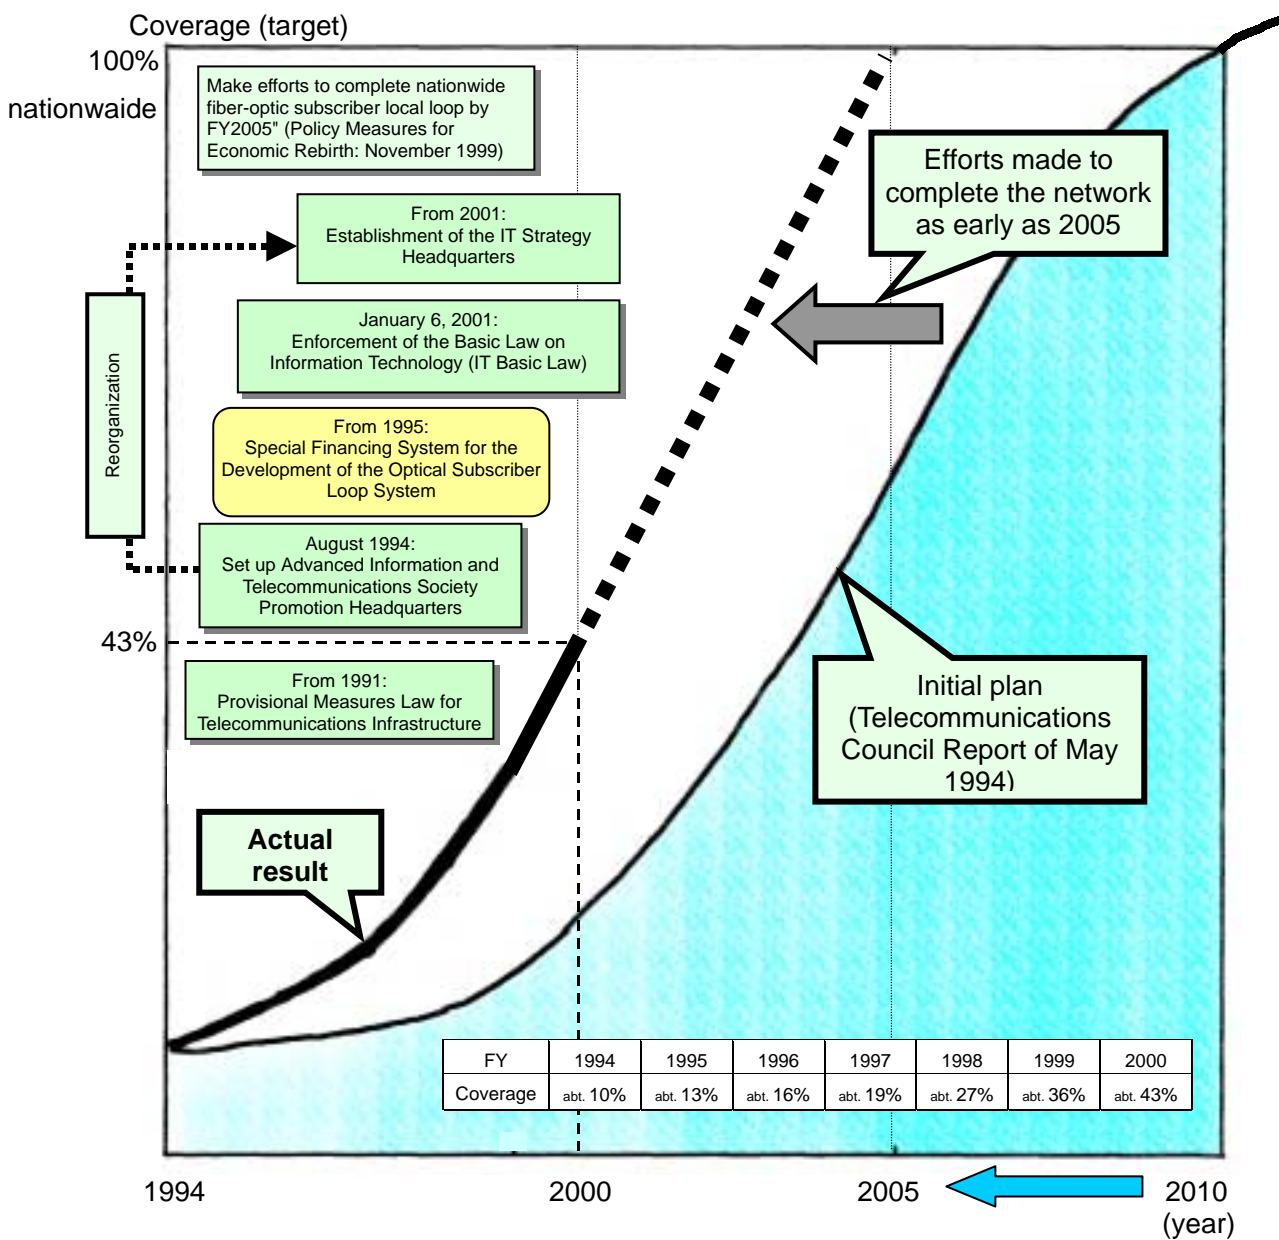 Coverage (target)
100%
nationwaide
Make efforts to complete nationwide
fiber-optic subscriber local loop by
FY2005" (Policy Measures for
Economic Rebirth: November 1999)
From 2001:
Establishment of the IT Strategy
Headquarters
January 6, 2001:
Enforcement of the Basic Law on
Information Technology (IT Basic Law)
Reorganization
From 1995:
Special Financing System for the
Development of the Optical Subscriber
Loop System
August 1994:
Set up Advanced Information and
Telecommunications Society
Promotion Headquarters
43%
From 1991:
Provisional Measures Law for
Telecommunications Infrastructure
Efforts made to
complete the network
as early as 2005
Initial plan
(Telecommunications
Council Report of May
1994)
Actual
result
FY 1994 1995 1996 1997 1998 1999 2000
Coverage abt. 10% abt. 13% abt. 16% abt. 19% abt. 27% abt. 36% abt. 43%
1994 2000 2005 2010
(year)